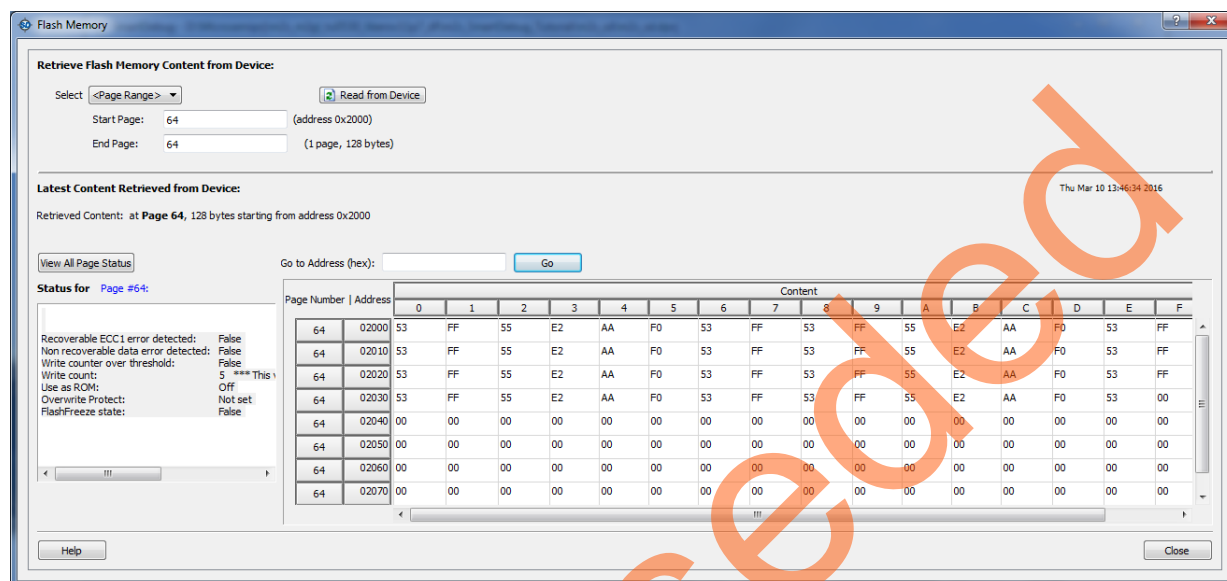 Flash Memory
Retrieve Flash Memory Content from Device:
Select <Page Range> Read from Device
Start Page: 64 (address 0x2000)
End Page: 64 (1 page, 128 bytes)
Latest Content Retrieved from Device: Thu Mar 10 13:46:34 2016
Retrieved Content: at Page 64, 128 bytes starting from address 0x2000
View All Page Status Go to Address (hex): Go
Status for Page #64:
Recoverable ECC1 error detected: False
Non recoverable data error detected: False
Write counter over threshold: False
Write count: 5 *** This
Use as ROM: Off
Overwrite Protect: Not set
FlashFreeze state: False
Page Number | Address Content
0 1 2 3 4 5 6 7 8 9 A B C D E F
64 02000 53 FF 55 E2 AA F0 53 FF 53 FF 55 E2 AA F0 53 FF
64 02010 53 FF 55 E2 AA F0 53 FF 53 FF 55 E2 AA F0 53 FF
64 02020 53 FF 55 E2 AA F0 53 FF 53 FF 55 E2 AA F0 53 FF
64 02030 53 FF 55 E2 AA F0 53 FF 53 FF 55 E2 AA F0 53 00
64 02040 00 00 00 00 00 00 00 00 00 00 00 00 00 00 00 00
64 02050 00 00 00 00 00 00 00 00 00 00 00 00 00 00 00 00
64 02060 00 00 00 00 00 00 00 00 00 00 00 00 00 00 00 00
64 02070 00 00 00 00 00 00 00 00 00 00 00 00 00 00 00 00
Help Close
seded